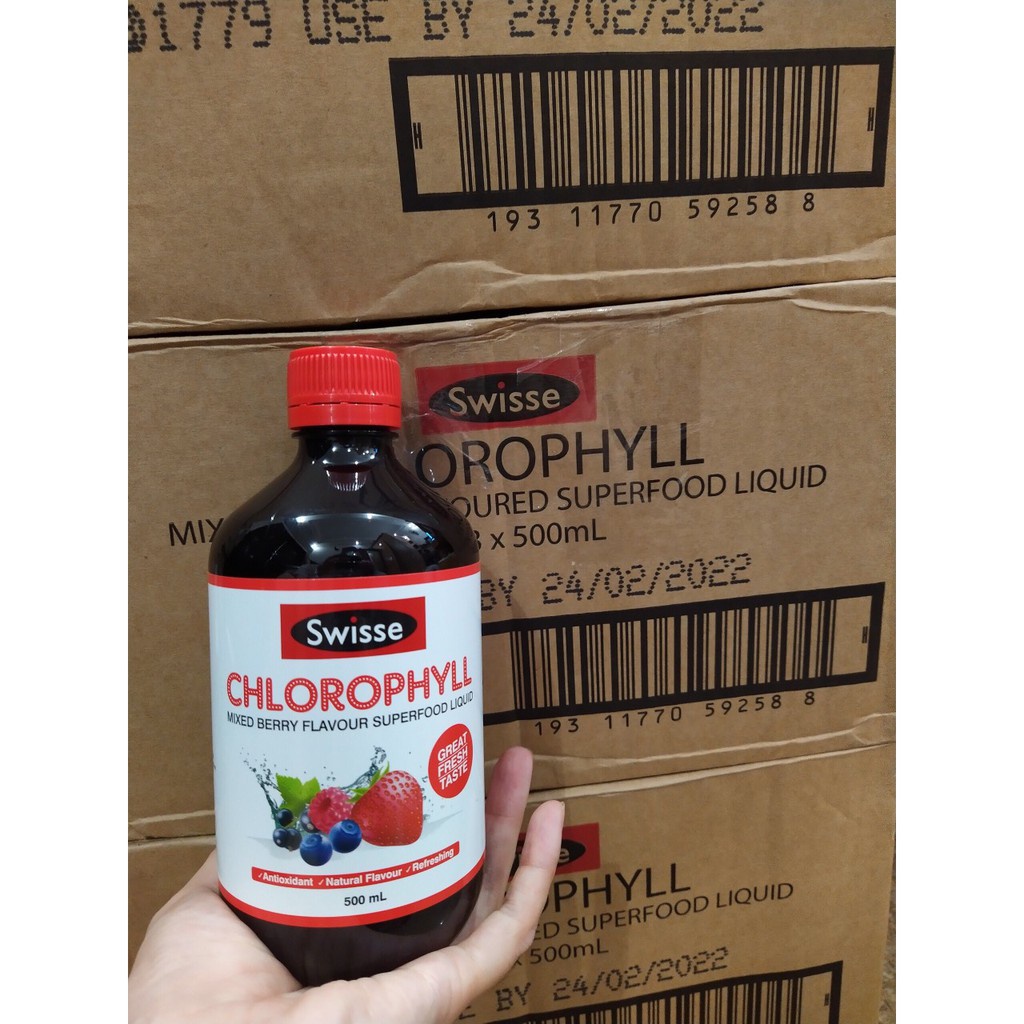 01779 USE BY 24/02/2022
H H
193 11770 59258 8
Swisse
OROPHYLL
MIX OURED SUPERFOOD LIQUID
x 500mL
BY 24/02/2022
H
193 11770 59258 8
Swisse
CHLOROPHYLL
MIXED BERRY FLAVOUR SUPERFOOD LIQUID
GREAT
FRESH
TASTE
✓Antioxidant ✓Natural Flavour ✓Refreshing
500 mL
se
OPHYLL
ED SUPERFOOD LIQUID
x 500mL
BY 24/02/2022
H